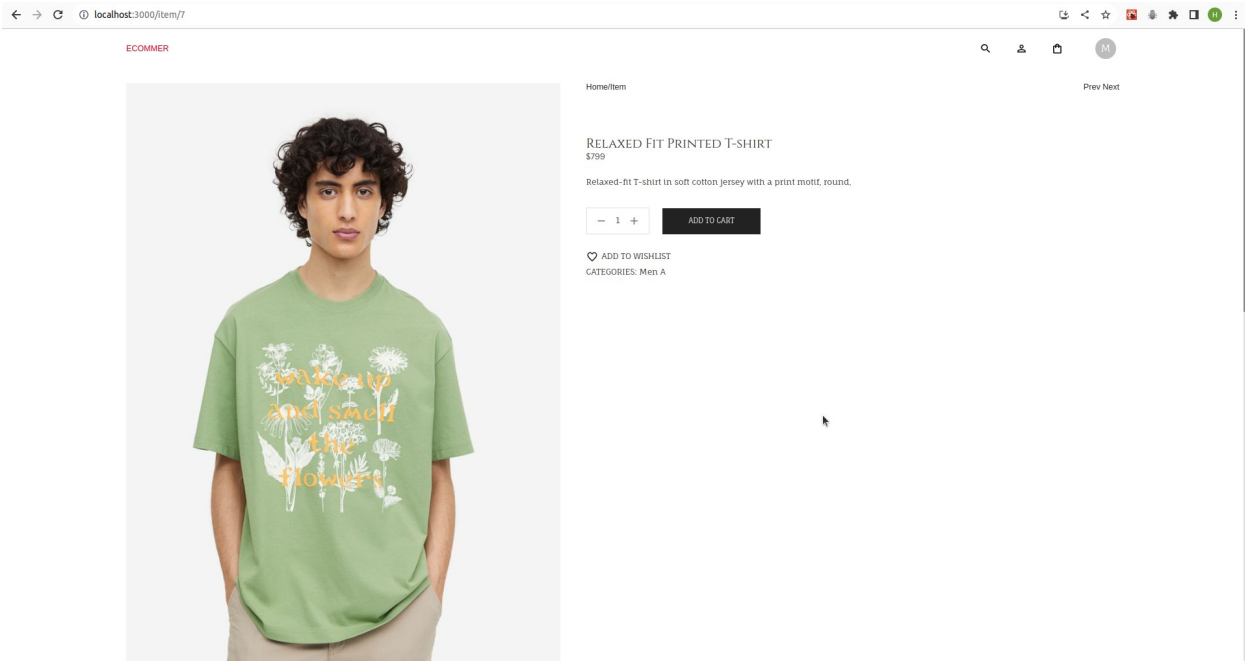 localhost:3000/item/7
H
ECOMMER
M
Home/Item
Prev Next
Relaxed Fit Printed T-shirt
$799
Relaxed-fit T-shirt in soft cotton jersey with a print motif, round,
1
ADD TO CART
ADD TO WISHLIST
CATEGORIES: Men A
wake up
and smell
the
flowers